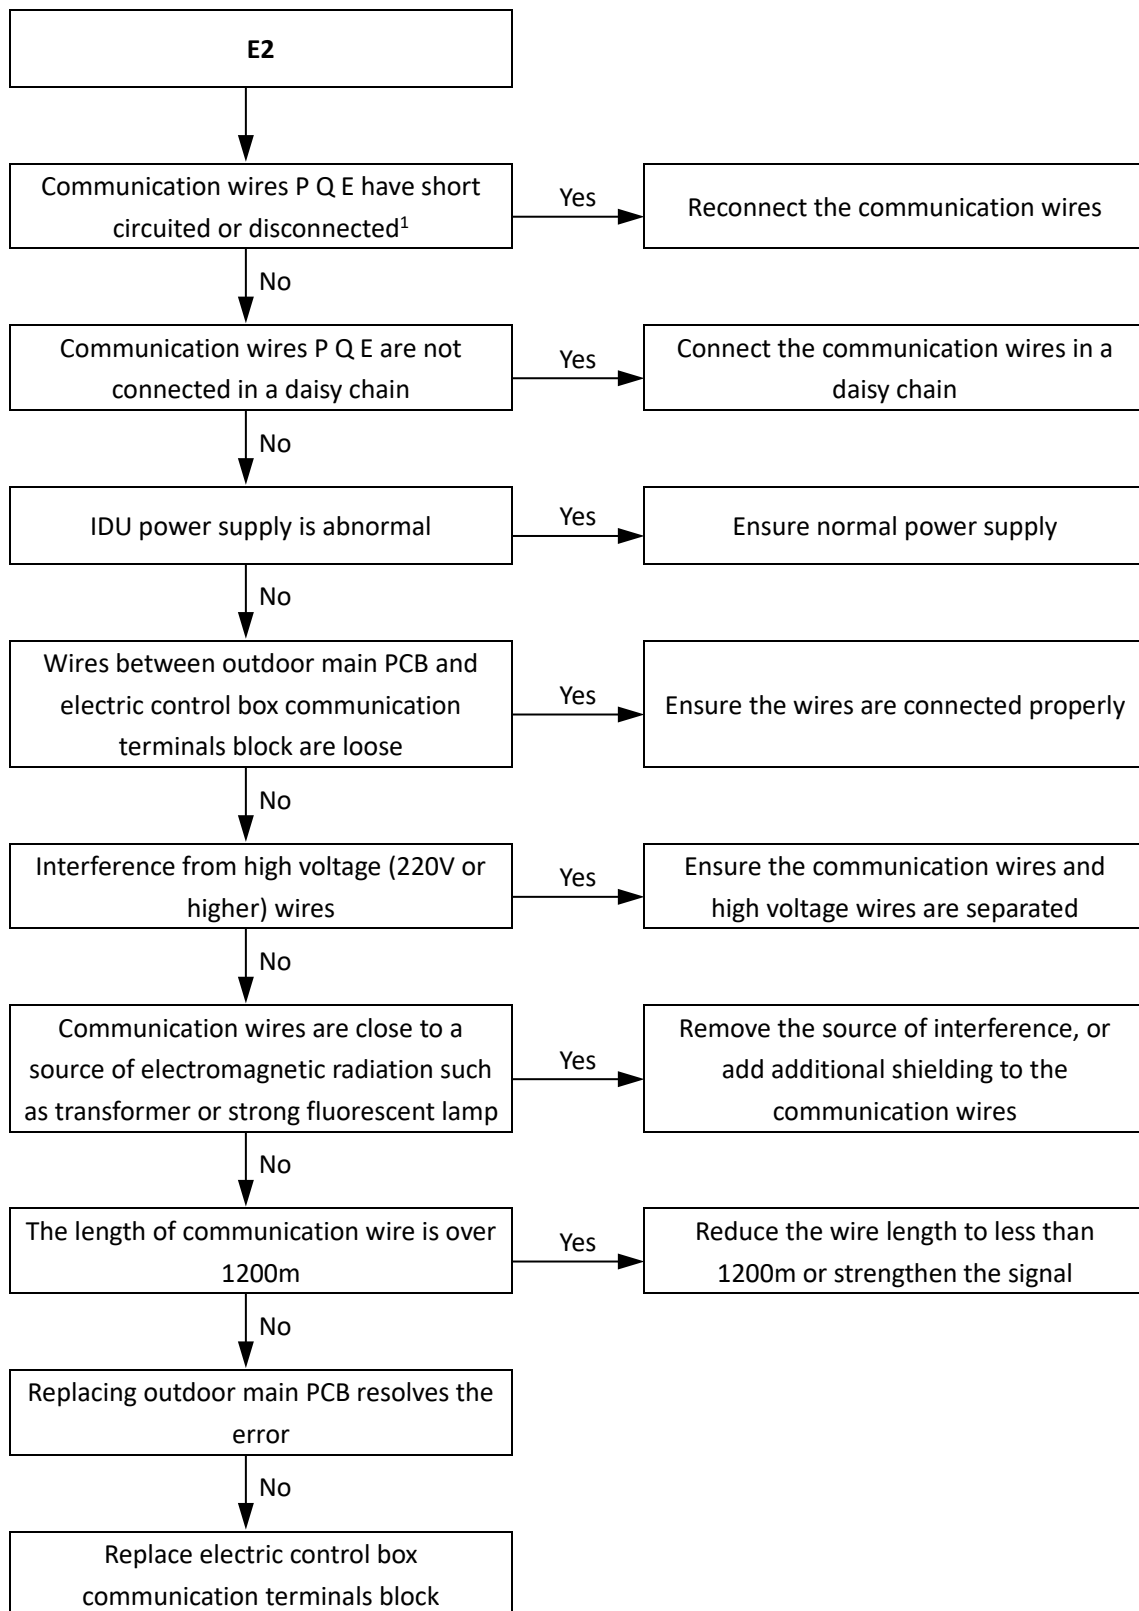 E2
Communication wires P Q E have short
circuited or disconnected¹
Yes
Reconnect the communication wires
No
Communication wires P Q E are not
connected in a daisy chain
Yes
Connect the communication wires in a
daisy chain
No
IDU power supply is abnormal
Yes
Ensure normal power supply
No
Wires between outdoor main PCB and
electric control box communication
terminals block are loose
Yes
Ensure the wires are connected properly
No
Interference from high voltage (220V or
higher) wires
Yes
Ensure the communication wires and
high voltage wires are separated
No
Communication wires are close to a
source of electromagnetic radiation such
as transformer or strong fluorescent lamp
Yes
Remove the source of interference, or
add additional shielding to the
communication wires
No
The length of communication wire is over
1200m
Yes
Reduce the wire length to less than
1200m or strengthen the signal
No
Replacing outdoor main PCB resolves the
error
No
Replace electric control box
communication terminals block